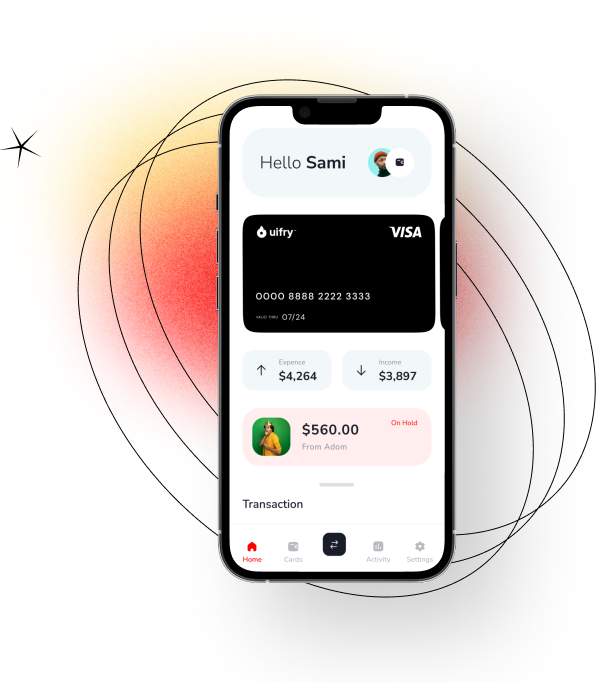 Hello Sami
uifry™
VISA
0000 8888 2222 3333
VALID THRU 07/24
Expence
$4,264
Income
$3,897
$560.00
On Hold
From Adom
Transaction
Home
Cards
Activity
Settings